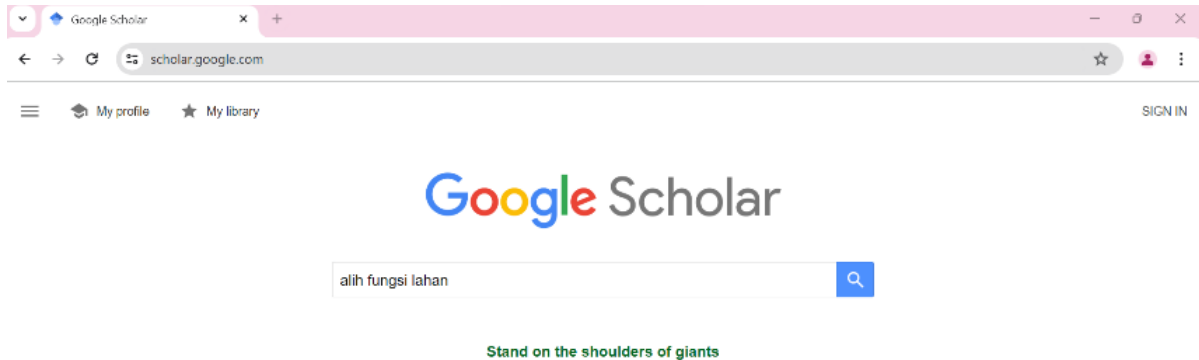 Google Scholar
scholar.google.com
My profile My library SIGN IN
Google Scholar
alih fungsi lahan
Stand on the shoulders of giants